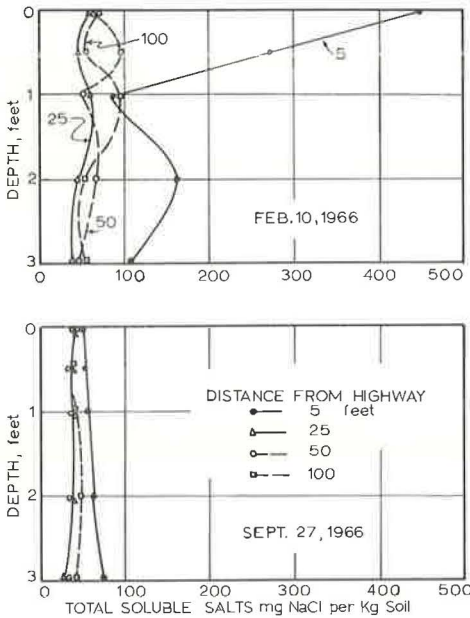 0
100
5
1
25
DEPTH, feet
2
50
FEB. 10, 1966
3
0 100 200 300 400 500
0
DISTANCE FROM HIGHWAY
5 feet
25
50
100
1
DEPTH, feet
2
SEPT. 27, 1966
3
0 100 200 300 400 500
TOTAL SOLUBLE SALTS mg NaCl per Kg Soil